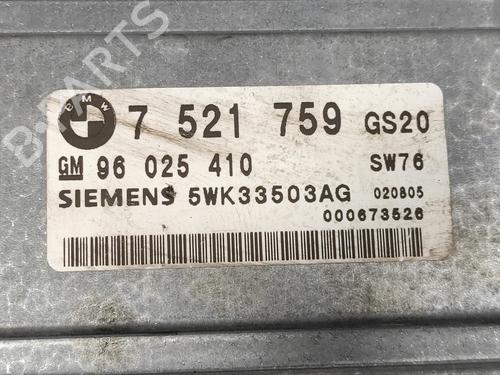 B-PARTS
BMW 7 521 759 GS20
GM 96 025 410 SW76
SIEMENS 5WK33503AG 020805
000673526